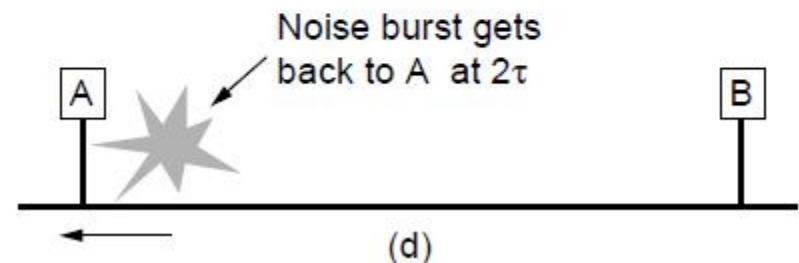 Noise burst gets
back to A at 2τ
A
B
(d)